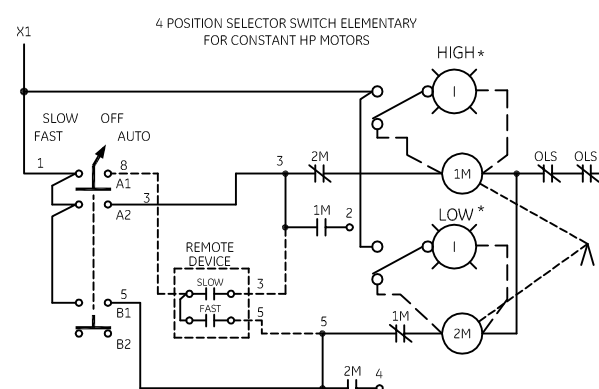 4 POSITION SELECTOR SWITCH ELEMENTARY
FOR CONSTANT HP MOTORS
X1
HIGH *
I
SLOW OFF
FAST AUTO
1 8 3 2M 1M OLS OLS
A1
3
A2
1M 2
LOW *
I
REMOTE
DEVICE
SLOW 3
FAST 5
5 5 1M 2M
B1
B2
2M 4